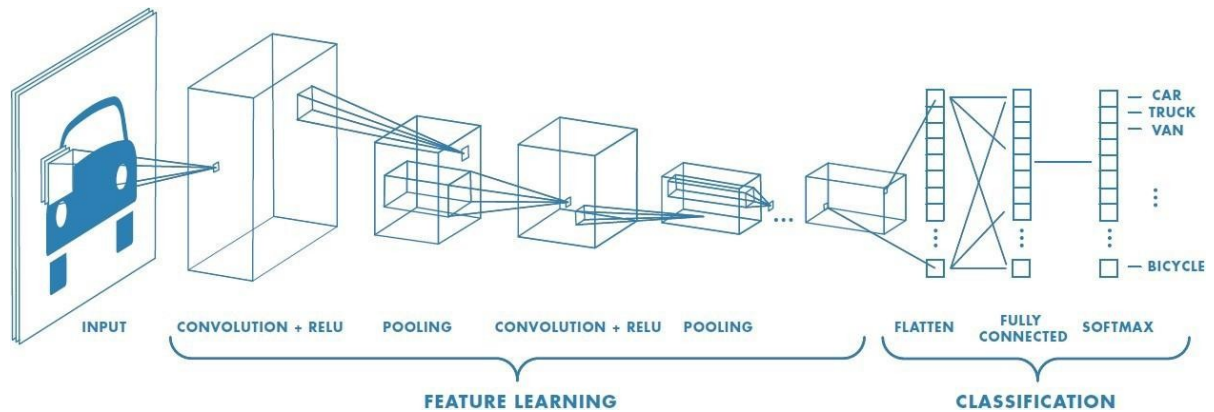 CAR
TRUCK
VAN
BICYCLE
INPUT
CONVOLUTION + RELU
POOLING
CONVOLUTION + RELU
POOLING
FLATTEN
FULLY
CONNECTED
SOFTMAX
FEATURE LEARNING
CLASSIFICATION